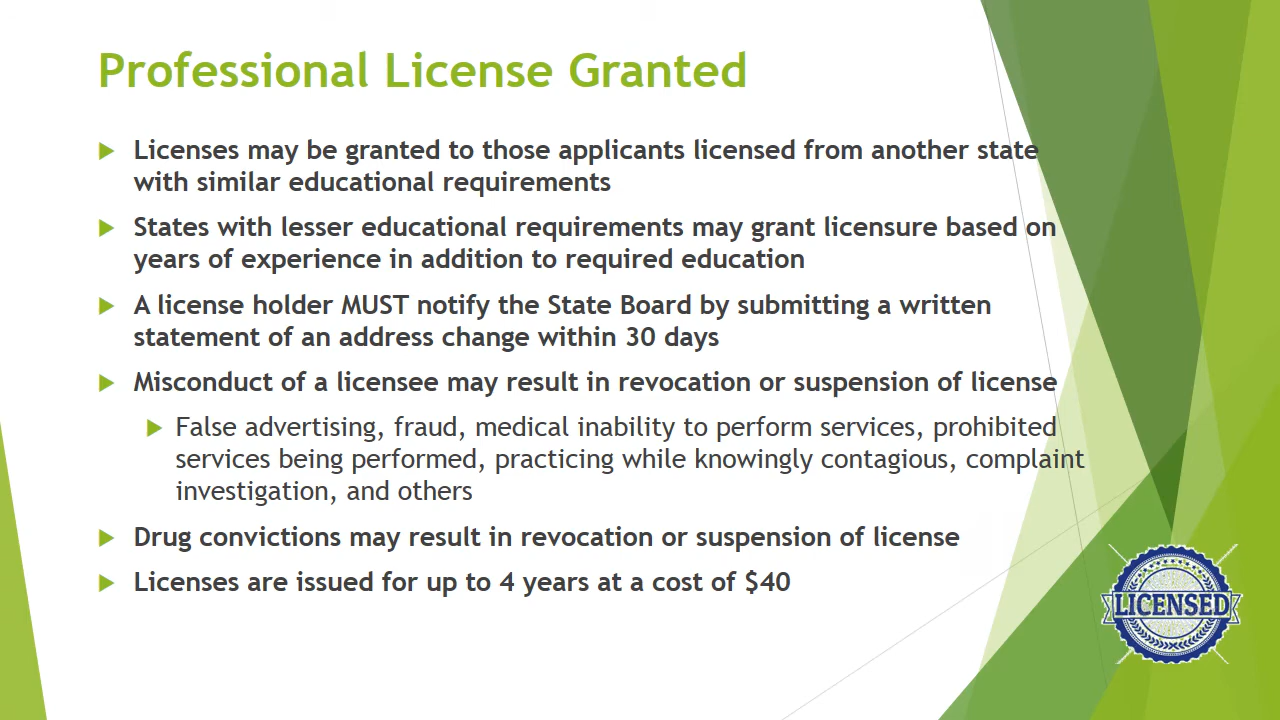 Professional License Granted
Licenses may be granted to those applicants licensed from another state
with similar educational requirements
States with lesser educational requirements may grant licensure based on
years of experience in addition to required education
A license holder MUST notify the State Board by submitting a written
statement of an address change within 30 days
Misconduct of a licensee may result in revocation or suspension of license
False advertising, fraud, medical inability to perform services, prohibited
services being performed, practicing while knowingly contagious, complaint
investigation, and others
Drug convictions may result in revocation or suspension of license
Licenses are issued for up to 4 years at a cost of $40
LICENSED